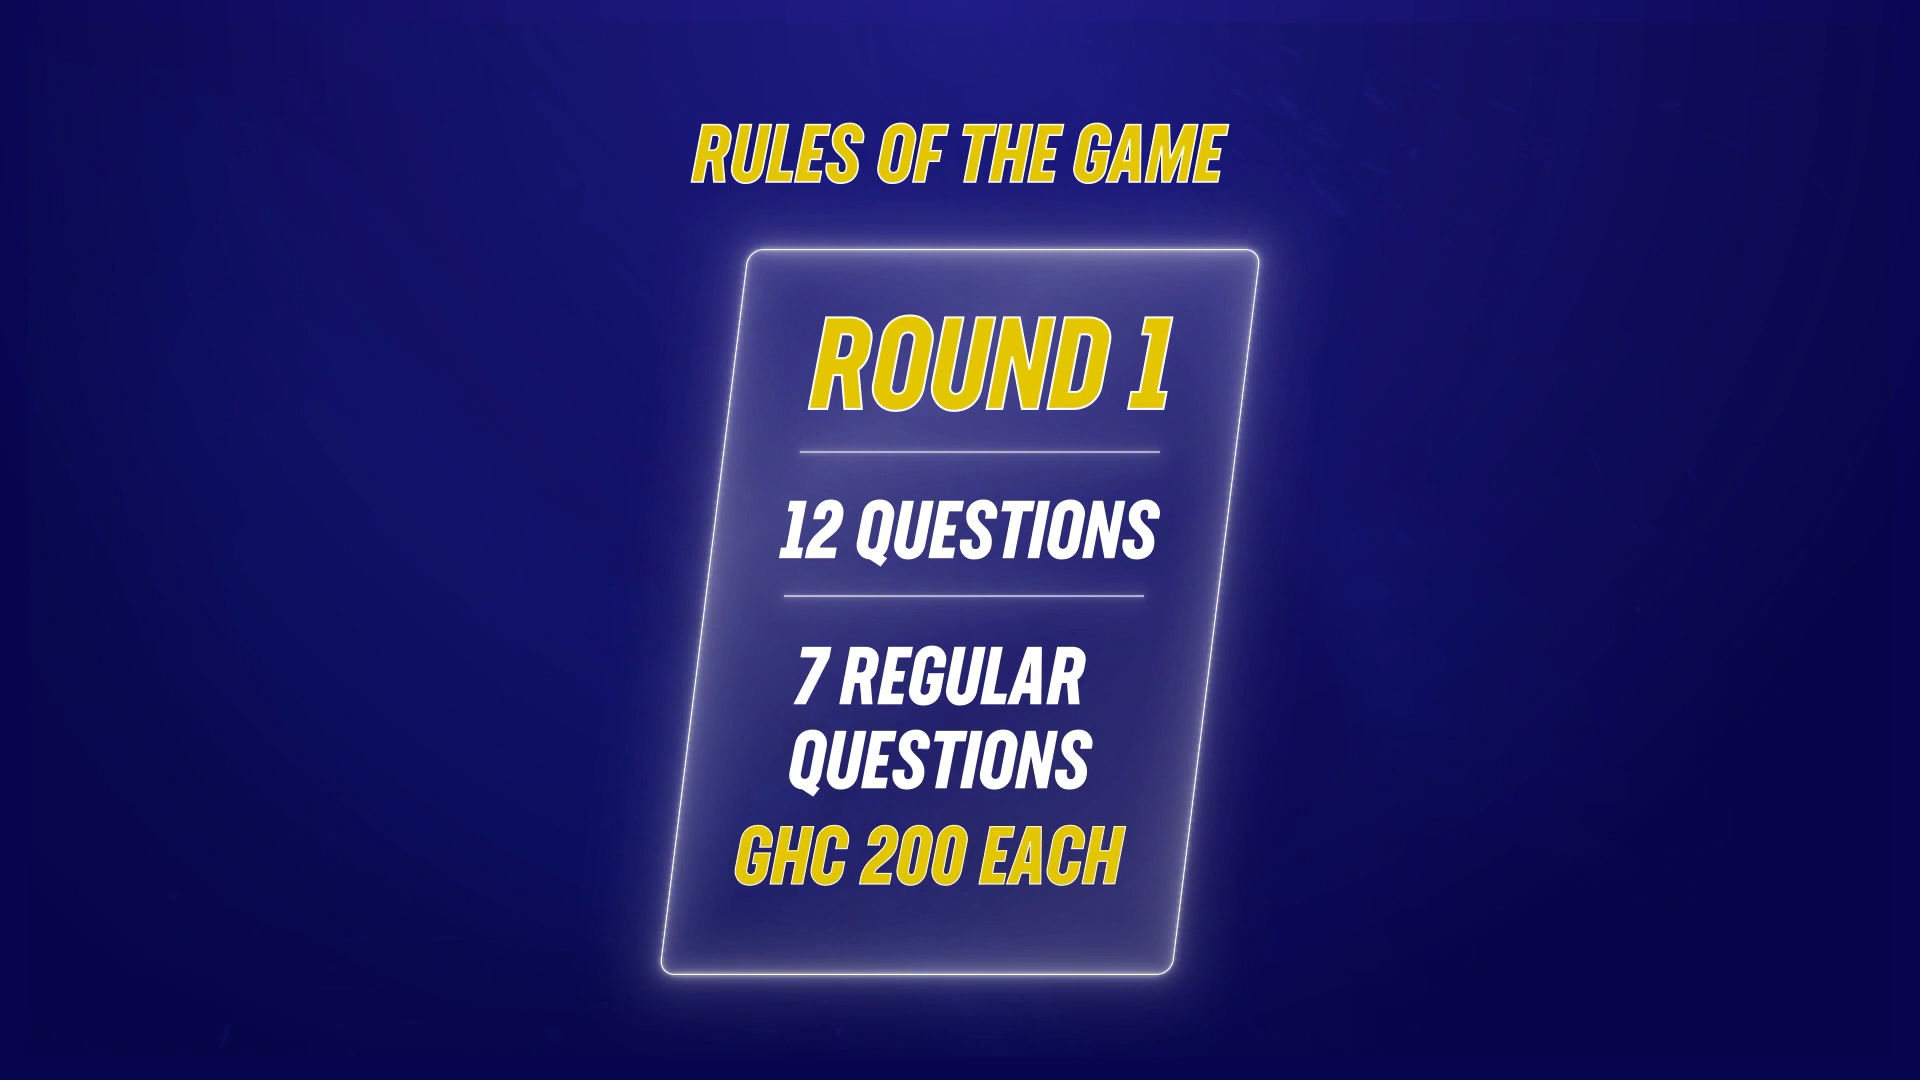 RULES OF THE GAME
ROUND 1
12 QUESTIONS
7 REGULAR
QUESTIONS
GHC 200 EACH